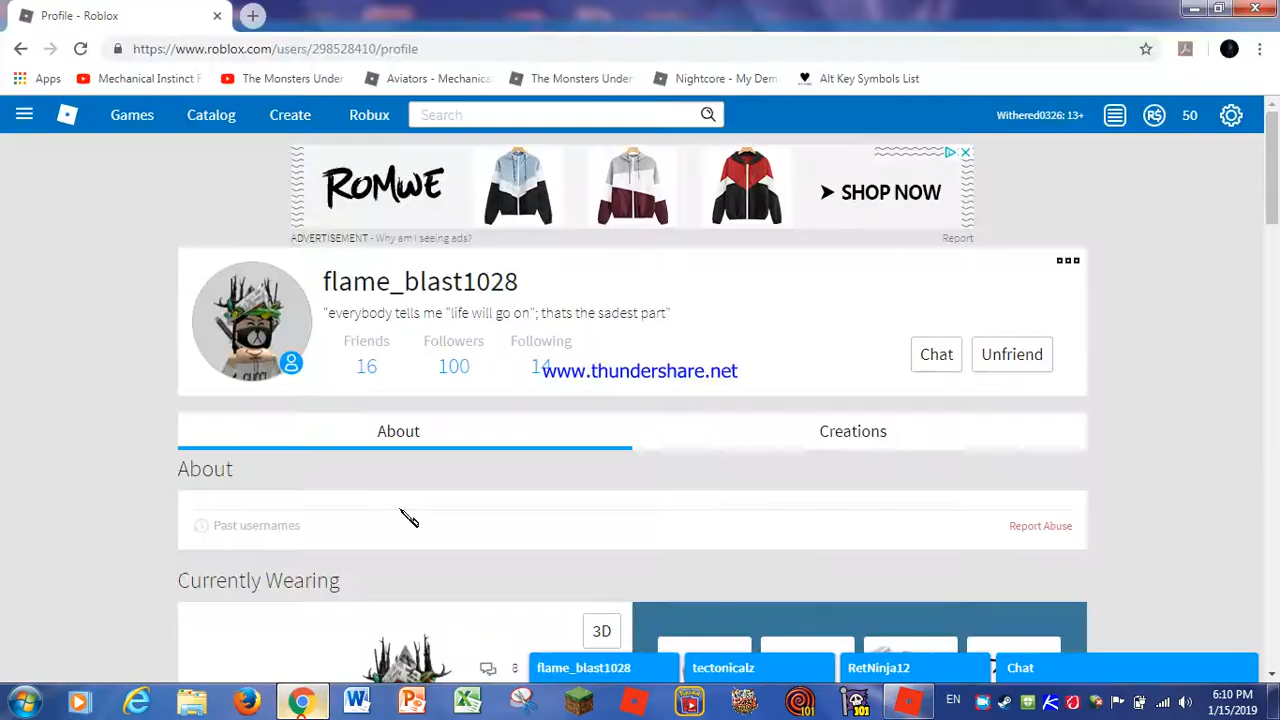 Profile - Roblox
https://www.roblox.com/users/298528410/profile
Apps Mechanical Instinct F The Monsters Under Aviators - Mechanica The Monsters Under Nightcore - My Dem Alt Key Symbols List
Games Catalog Create Robux Search Withered0326: 13+ R$ 50
ROMWE SHOP NOW
ADVERTISEMENT - Why am I seeing ads? Report
flame_blast1028
"everybody tells me "life will go on"; thats the sadest part"
Friends Followers Following
16 100 14
www.thundershare.net
Chat Unfriend
About Creations
About
Past usernames Report Abuse
Currently Wearing
3D
flame_blast1028 tectonicalz RetNinja12 Chat
EN 6:10 PM
1/15/2019